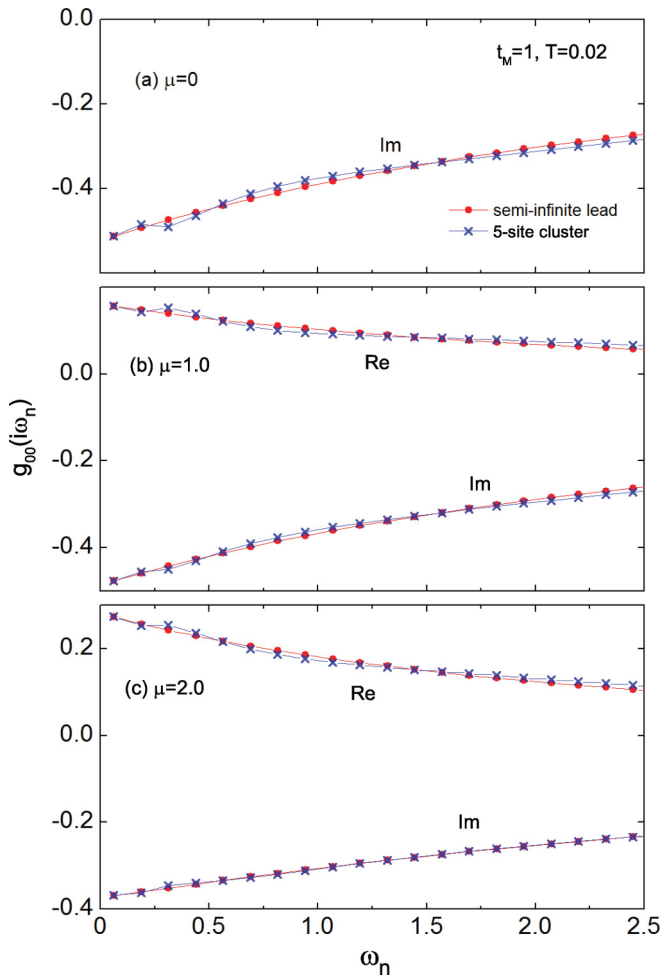 0.0
t_M=1, T=0.02
(a) μ=0
-0.2
Im
-0.4
semi-infinite lead
5-site cluster
0.0
(b) μ=1.0
Re
-0.2
Im
-0.4
g_00(iω_n)
0.2
(c) μ=2.0
Re
0.0
-0.2
Im
-0.4
0 0.5 1.0 1.5 2.0 2.5
ω_n